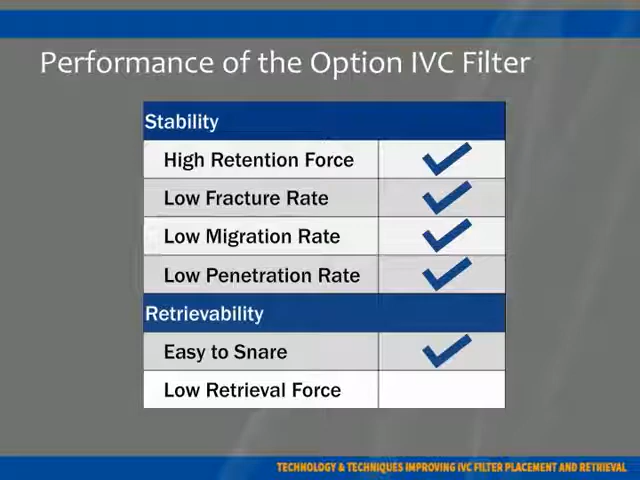 Performance of the Option IVC Filter
Stability
High Retention Force
Low Fracture Rate
Low Migration Rate
Low Penetration Rate
Retrievability
Easy to Snare
Low Retrieval Force
TECHNOLOGY & TECHNIQUES IMPROVING IVC FILTER PLACEMENT AND RETRIEVAL